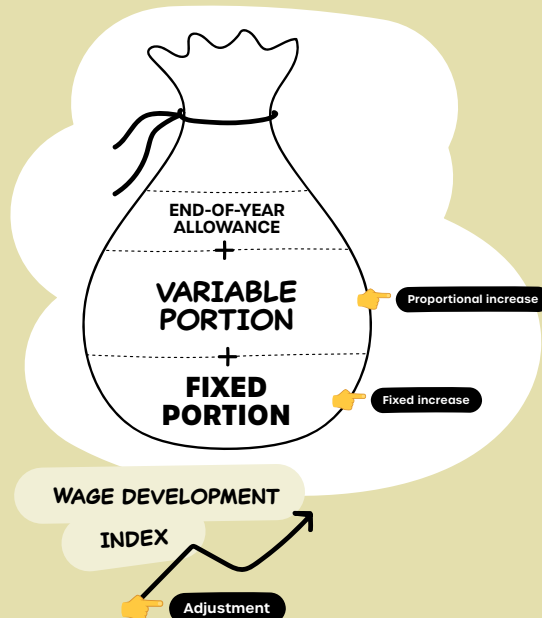 END-OF-YEAR
ALLOWANCE
+
VARIABLE
PORTION
Proportional increase
+
FIXED
PORTION
Fixed increase
WAGE DEVELOPMENT
INDEX
Adjustment